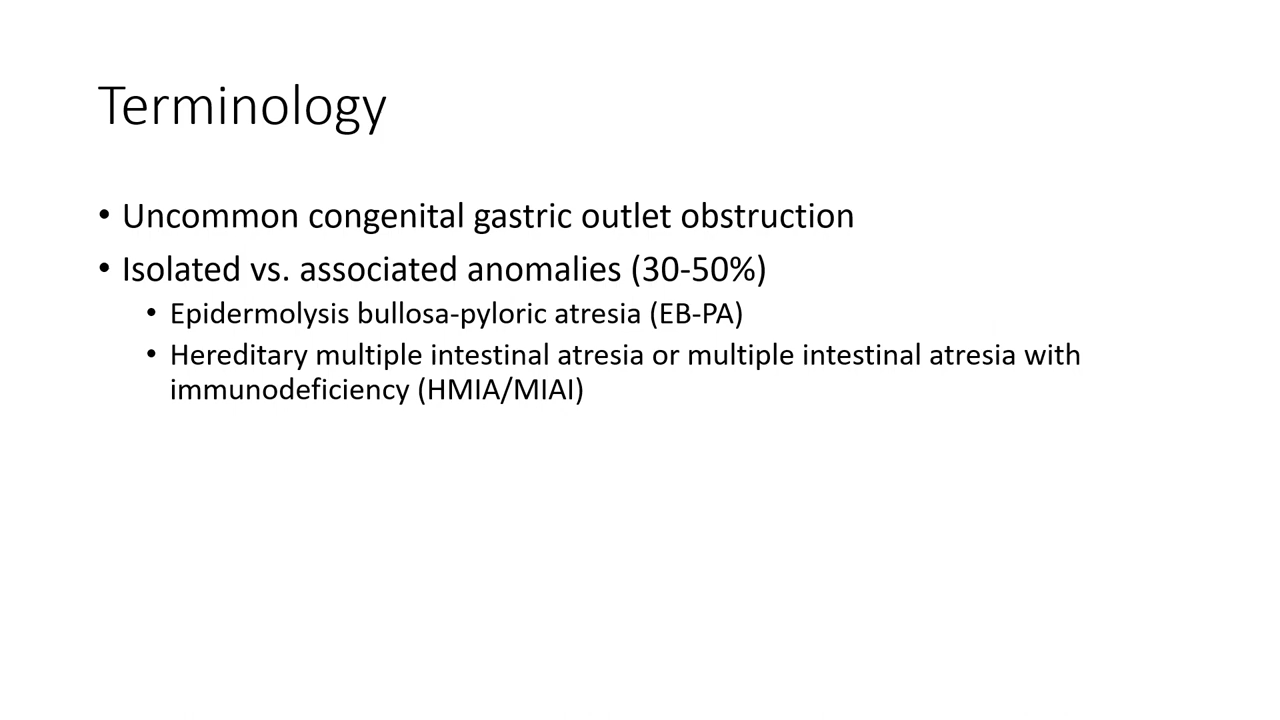 Terminology
• Uncommon congenital gastric outlet obstruction
• Isolated vs. associated anomalies (30-50%)
• Epidermolysis bullosa-pyloric atresia (EB-PA)
• Hereditary multiple intestinal atresia or multiple intestinal atresia with
immunodeficiency (HMIA/MIAI)